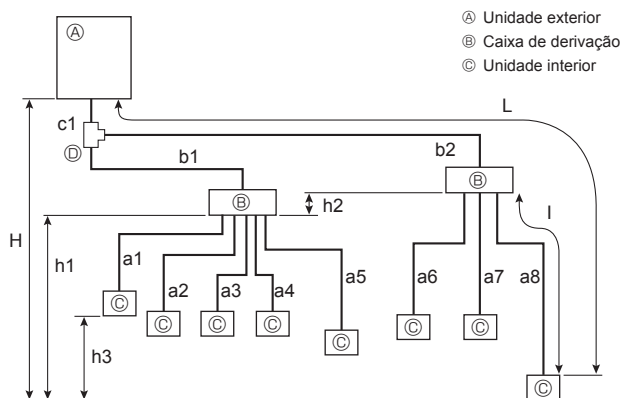 Ⓐ
Ⓐ Unidade exterior
Ⓑ Caixa de derivação
Ⓒ Unidade interior
L
c1
Ⓓ
b1
b2
Ⓑ
Ⓑ
h2
I
H
h1
a1
a2
a3
a4
a5
a6
a7
a8
Ⓒ
Ⓒ
Ⓒ
Ⓒ
Ⓒ
Ⓒ
Ⓒ
h3
Ⓒ